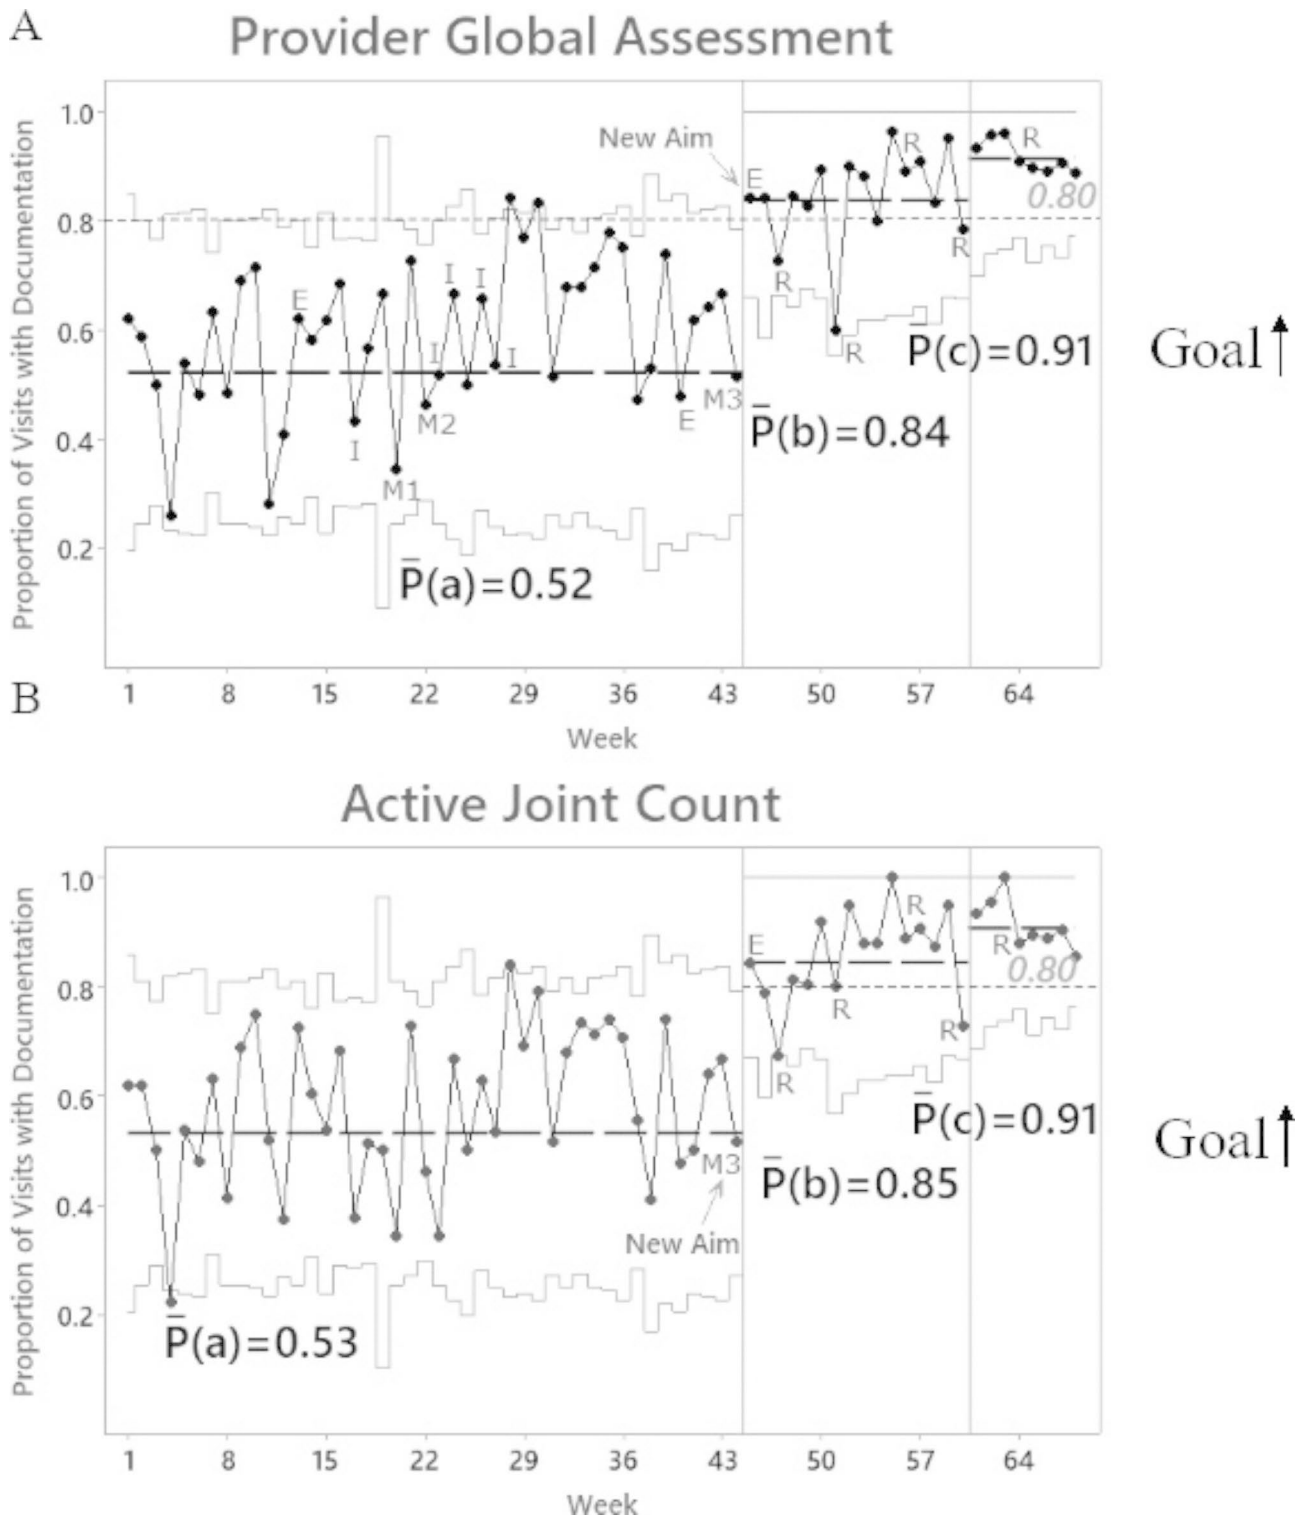 A
Provider Global Assessment
Proportion of Visits with Documentation
1.0
0.8
0.6
0.4
0.2
New Aim
E
I
M1
M2
I
I
I
I
E
M3
E
R
R
R
R
R
0.80
P̄(a)=0.52
P̄(b)=0.84
P̄(c)=0.91
Goal↑
1 8 15 22 29 36 43 50 57 64
Week
B
Active Joint Count
Proportion of Visits with Documentation
1.0
0.8
0.6
0.4
0.2
E
R
R
R
R
R
0.80
M3
New Aim
P̄(a)=0.53
P̄(b)=0.85
P̄(c)=0.91
Goal↑
1 8 15 22 29 36 43 50 57 64
Week